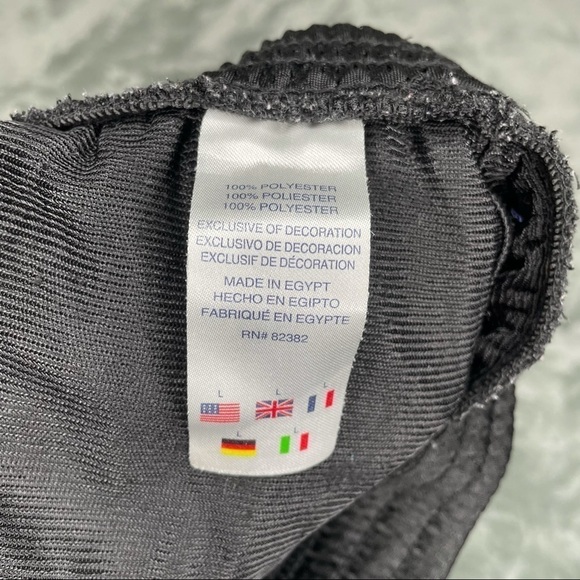 100% POLYESTER
100% POLIESTER
100% POLYESTER
EXCLUSIVE OF DECORATION
EXCLUSIVO DE DECORACION
EXCLUSIF DE DÉCORATION
MADE IN EGYPT
HECHO EN EGIPTO
FABRIQUÉ EN EGYPTE
RN# 82382
L L L
L L